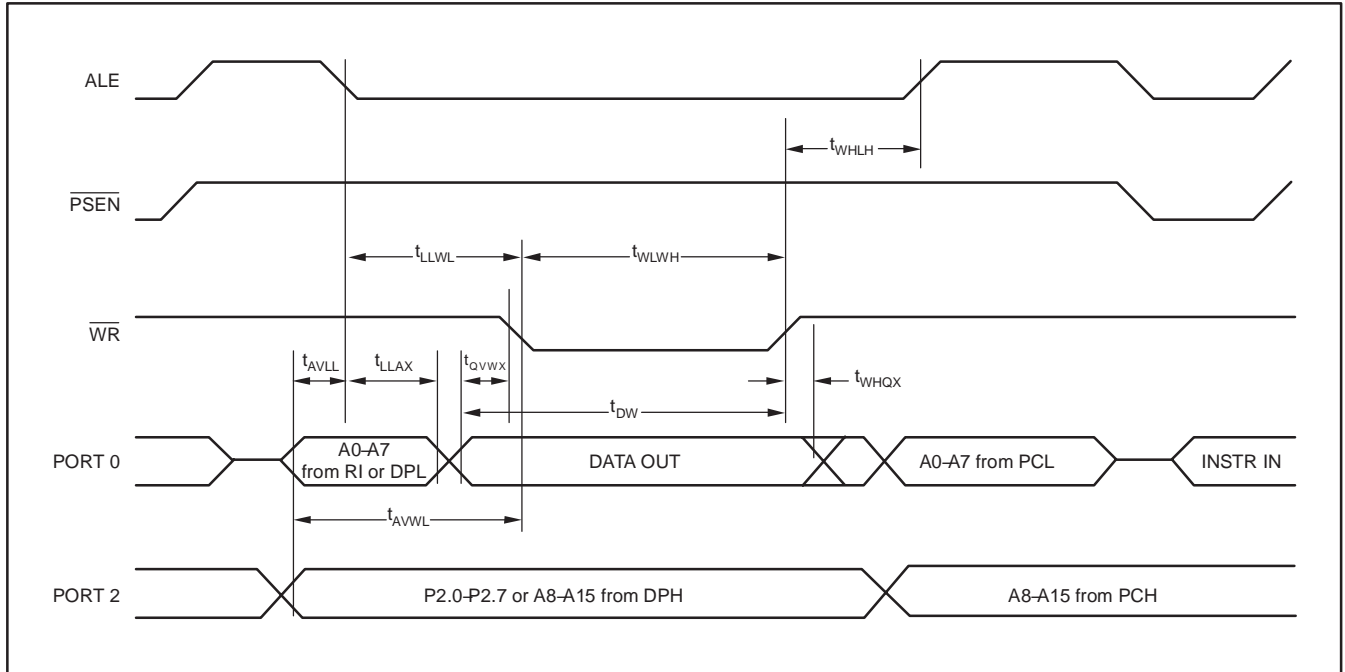 ALE
tWHLH
PSEN
tLLWL
tWLWH
WR
tAVLL
tLLAX
tQVWX
tWHQX
tDW
PORT 0
A0-A7
from RI or DPL
DATA OUT
A0-A7 from PCL
INSTR IN
tAVWL
PORT 2
P2.0-P2.7 or A8-A15 from DPH
A8-A15 from PCH